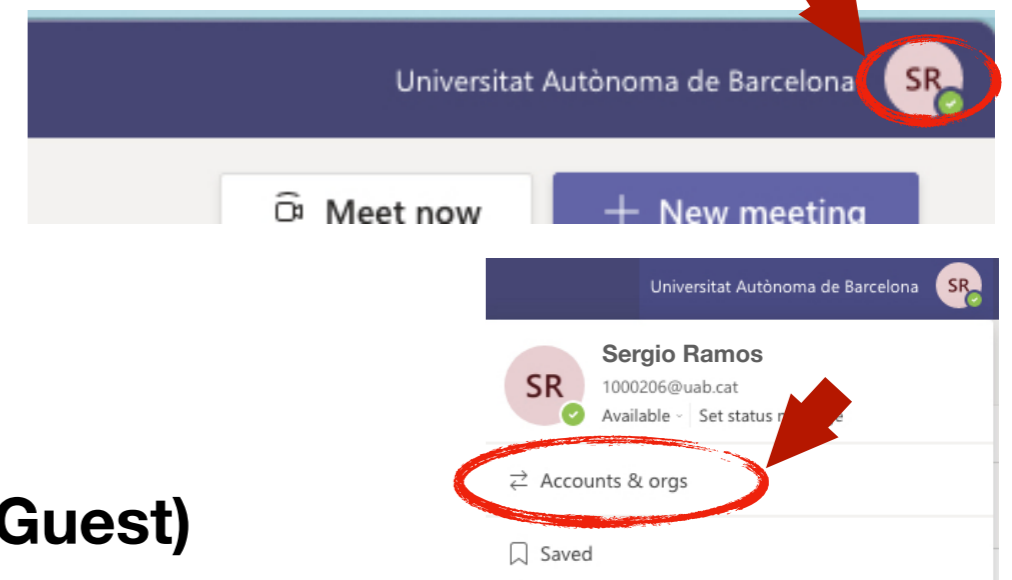 Universitat Autònoma de Barcelona SR
Meet now + New meeting
Universitat Autònoma de Barcelona SR
Sergio Ramos
SR
1000206@uab.cat
Available Set status
Accounts & orgs
Guest)
Saved